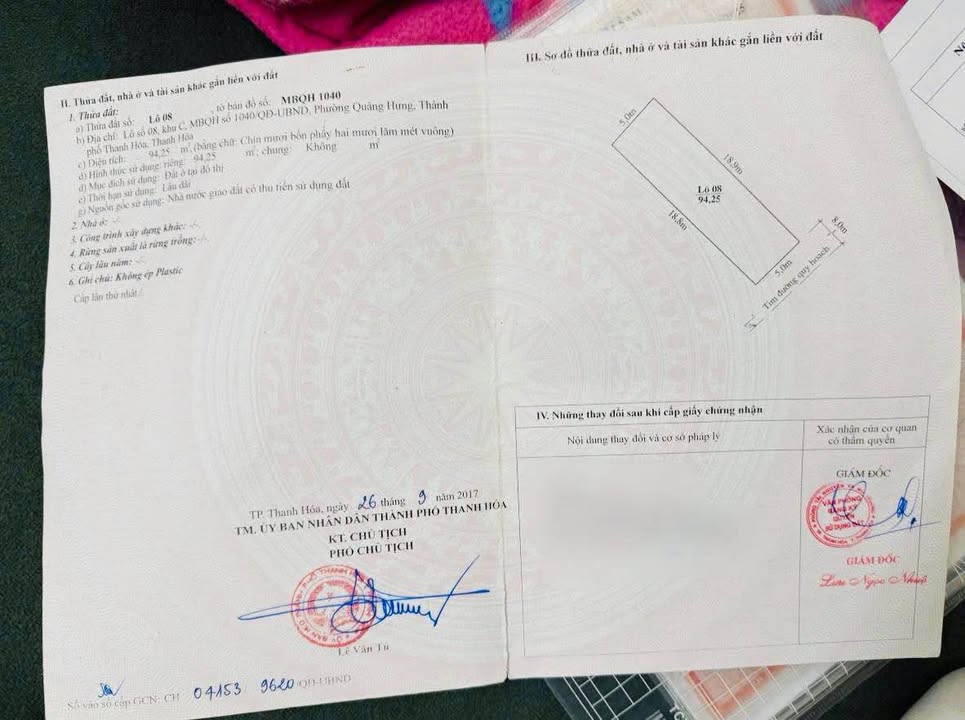 II. Thửa đất, nhà ở và tài sản khác gắn liền với đất
1. Thửa đất:
a) Thửa đất số: Lô 08 , tờ bản đồ số: MBQH 1040
b) Địa chỉ: Lô số 08, khu C, MBQH số 1040/QĐ-UBND, Phường Quảng Hưng, Thành
phố Thanh Hóa, Thanh Hóa
c) Diện tích: 94,25 m², (bằng chữ: Chín mươi bốn phẩy hai mươi lăm mét vuông)
d) Hình thức sử dụng: riêng: 94,25 m²; chung: Không m²
đ) Mục đích sử dụng: Đất ở tại đô thị
e) Thời hạn sử dụng: Lâu dài
g) Nguồn gốc sử dụng: Nhà nước giao đất có thu tiền sử dụng đất
2. Nhà ở: -/-
3. Công trình xây dựng khác: -/-
4. Rừng sản xuất là rừng trồng: -/-
5. Cây lâu năm: -/-
6. Ghi chú: Không ép Plastic
Cấp lần thứ nhất/
TP. Thanh Hóa, ngày 26 tháng 9 năm 2017
TM. ỦY BAN NHÂN DÂN THÀNH PHỐ THANH HÓA
KT. CHỦ TỊCH
PHÓ CHỦ TỊCH
Lê Văn Tu
Số vào sổ cấp GCN: CH 04153 9620/QĐ-UBND
III. Sơ đồ thửa đất, nhà ở và tài sản khác gắn liền với đất
5,0m
18,9m
Lô 08
94,25
18,8m
8,0m
5,0m
Tim đường quy hoạch
IV. Những thay đổi sau khi cấp giấy chứng nhận
Nội dung thay đổi và cơ sở pháp lý
Xác nhận của cơ quan
có thẩm quyền
GIÁM ĐỐC
VĂN PHÒNG
ĐĂNG KÝ
QUYỀN
SỬ DỤNG ĐẤT
GIÁM ĐỐC
Lưu Ngọc Nhuệ